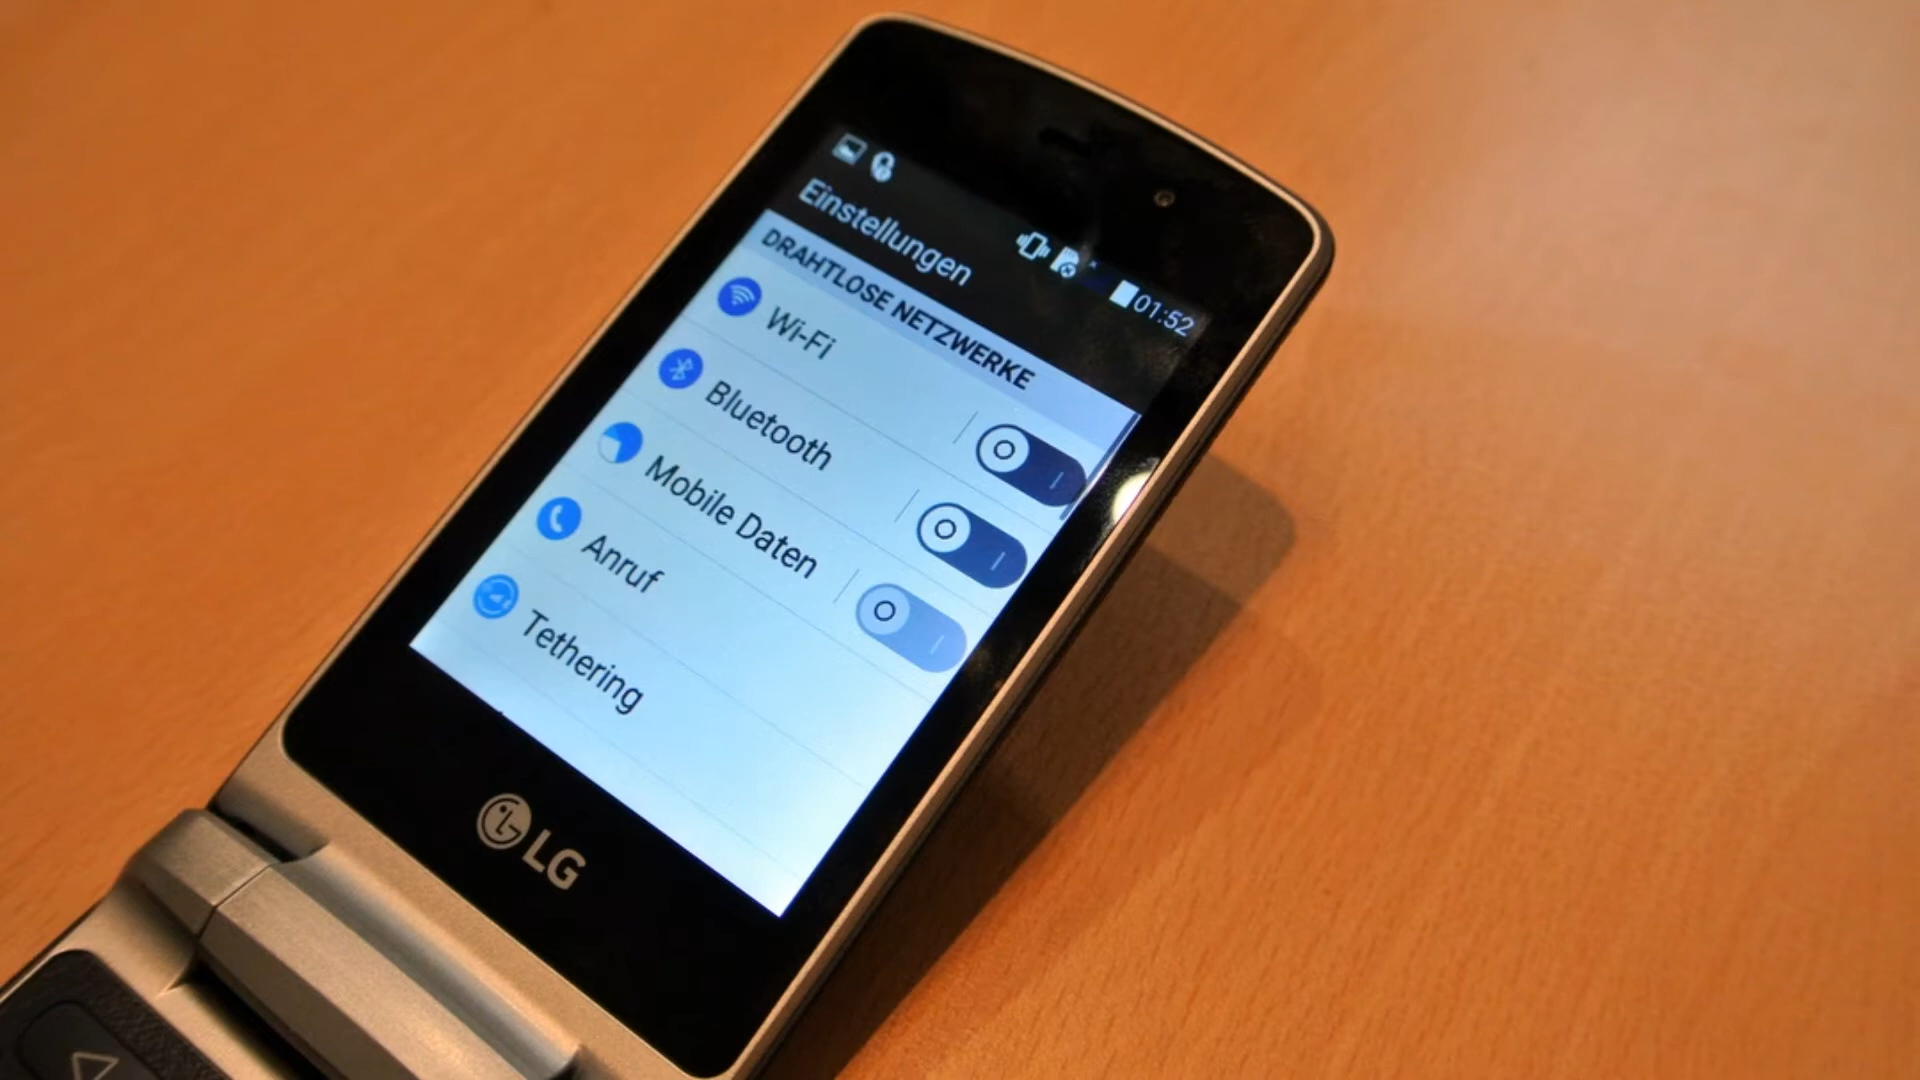 01:52
Einstellungen
DRAHTLOSE NETZWERKE
Wi-Fi
Bluetooth
Mobile Daten
Anruf
Tethering
LG